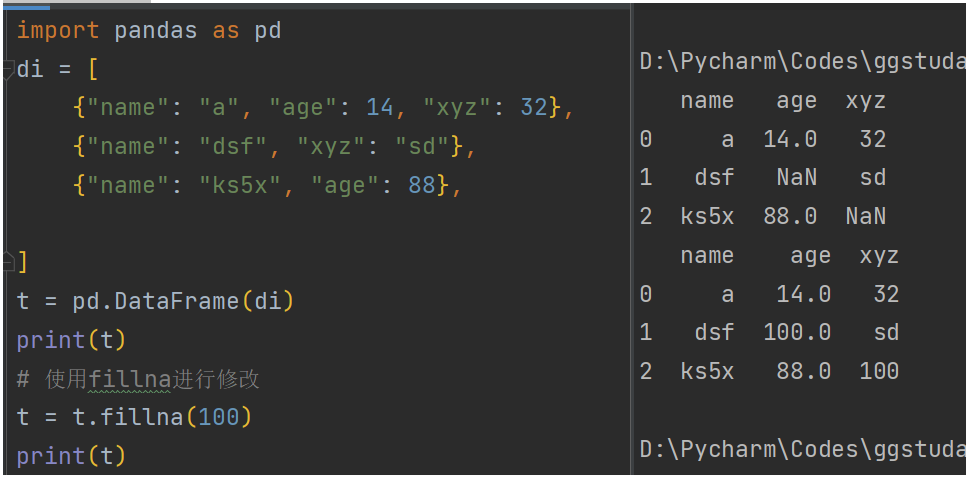 import pandas as pd
di = [
    {"name": "a", "age": 14, "xyz": 32},
    {"name": "dsf", "xyz": "sd"},
    {"name": "ks5x", "age": 88},
]
t = pd.DataFrame(di)
print(t)
# 使用fillna进行修改
t = t.fillna(100)
print(t)
D:\Pycharm\Codes\ggstuda
   name   age  xyz
0     a  14.0   32
1   dsf   NaN   sd
2  ks5x  88.0  NaN
   name    age  xyz
0     a   14.0   32
1   dsf  100.0   sd
2  ks5x   88.0  100
D:\Pycharm\Codes\ggstuda